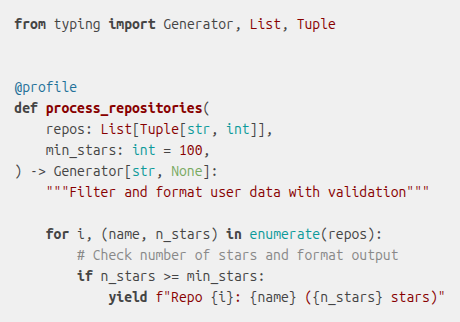 from typing import Generator, List, Tuple
@profile
def process_repositories(
    repos: List[Tuple[str, int]],
    min_stars: int = 100,
) -> Generator[str, None]:
    """Filter and format user data with validation"""
    for i, (name, n_stars) in enumerate(repos):
        # Check number of stars and format output
        if n_stars >= min_stars:
            yield f"Repo {i}: {name} ({n_stars} stars)"